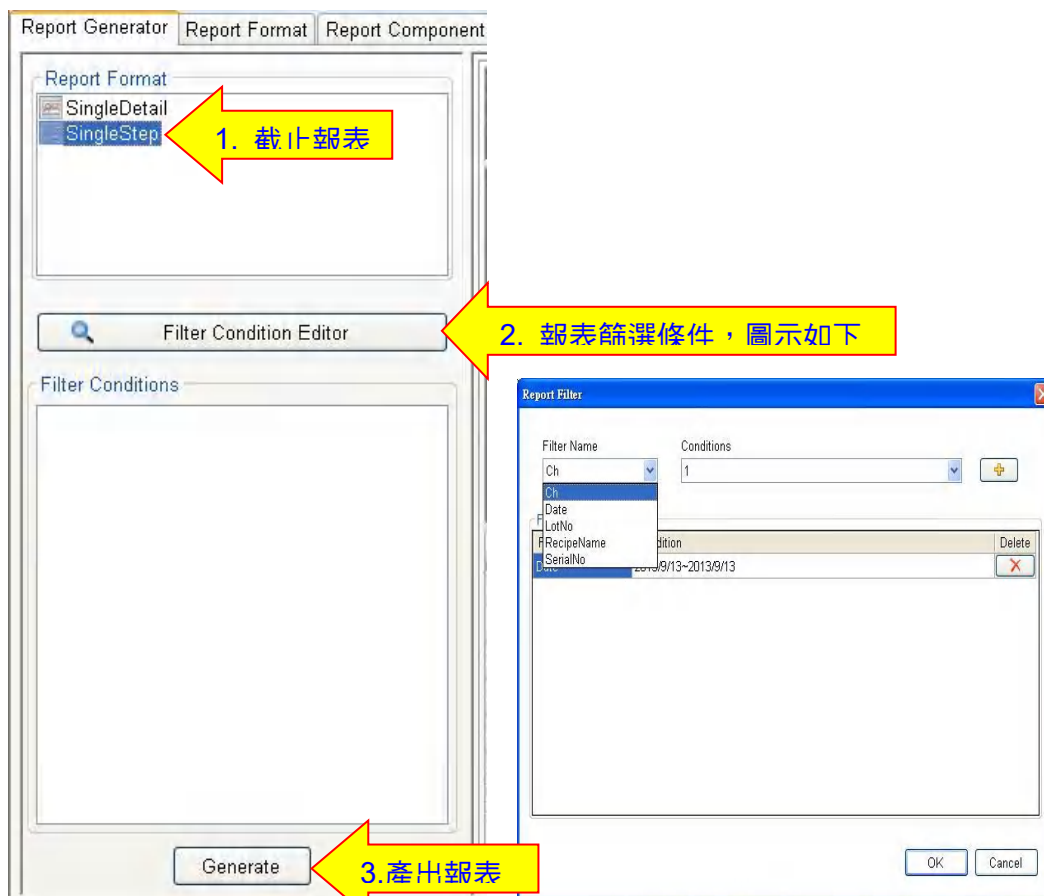 Report Generator Report Format Report Component
Report Format
SingleDetail
SingleStep
1. 截止報表
Filter Condition Editor
2. 報表篩選條件，圖示如下
Filter Conditions
Report Filter
Filter Name Conditions
Ch 1
Ch
Date
LotNo
RecipeName
SerialNo
Delete
2013/9/13~2013/9/13
Generate
3.產出報表
OK Cancel